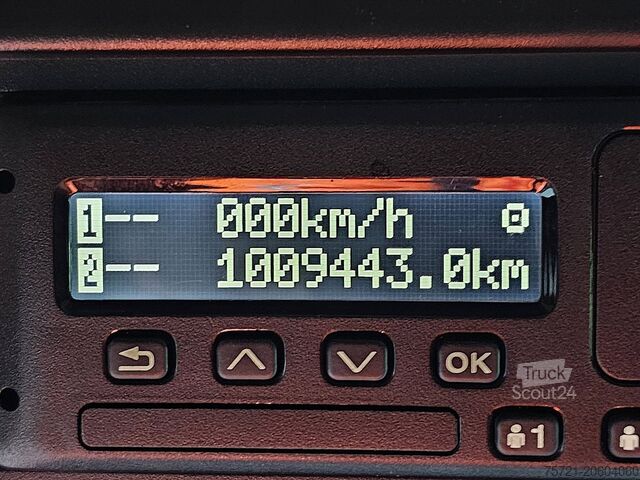 1-- 000km/h
2-- 1009443.0km
OK
Truck
Scout24
1
75721-20604060